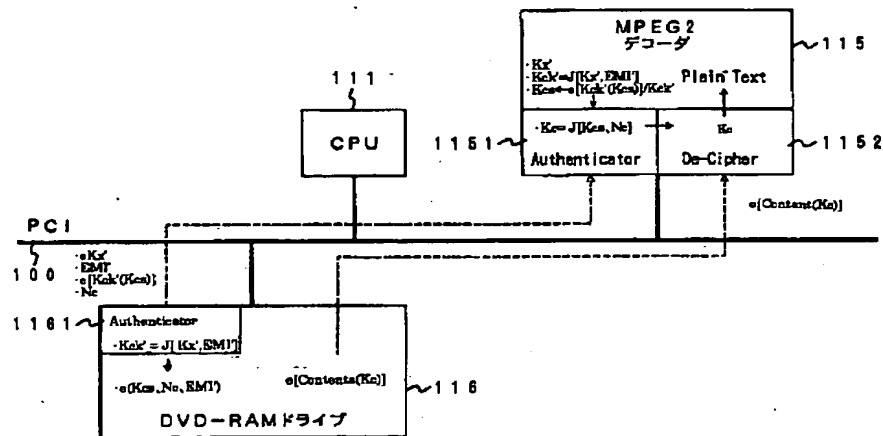 MPEG2
デコーダ
115
・Kx'
・Kck'=J[Kx',EMI']
・Kcs←e[Kck'(Kcs)]/Kck'
Plain Text
111
CPU
1151
・Kc=J[Kcs,Nc]
Authenticator
Kc
De-Cipher
1152
e[Content(Kc)]
PCI
100
・eKx'
・EMI'
・e[Kck'(Kcs)]
・Nc
1161
Authenticator
・Kck' = J[ Kx',EMI']
・e(Kcs、Nc、EMI')
e[Contents(Kc)]
116
DVD-RAMドライブ